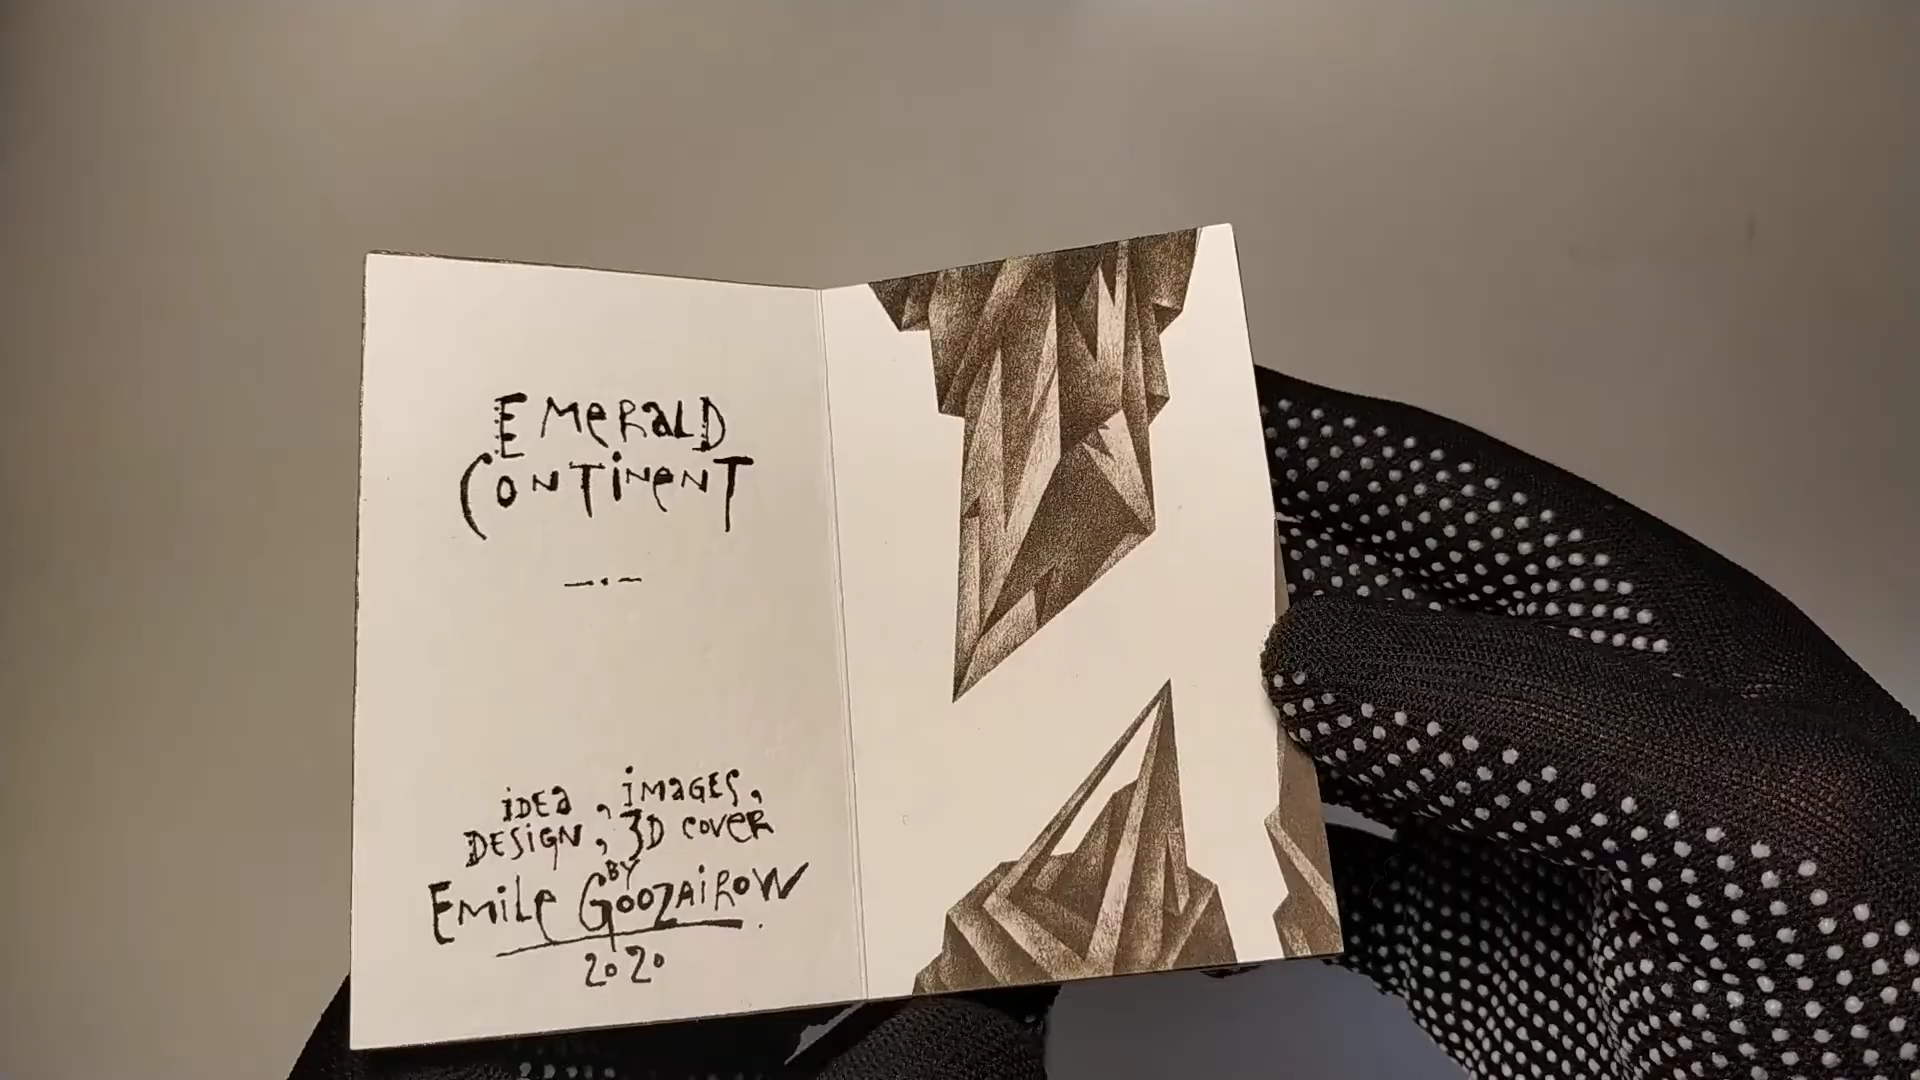 EMeRaLD
CONTINeNT
iDEa, iMaGES,
DESiGN, 3D coveR
BY
EMiLe GOOZAiROW
2020